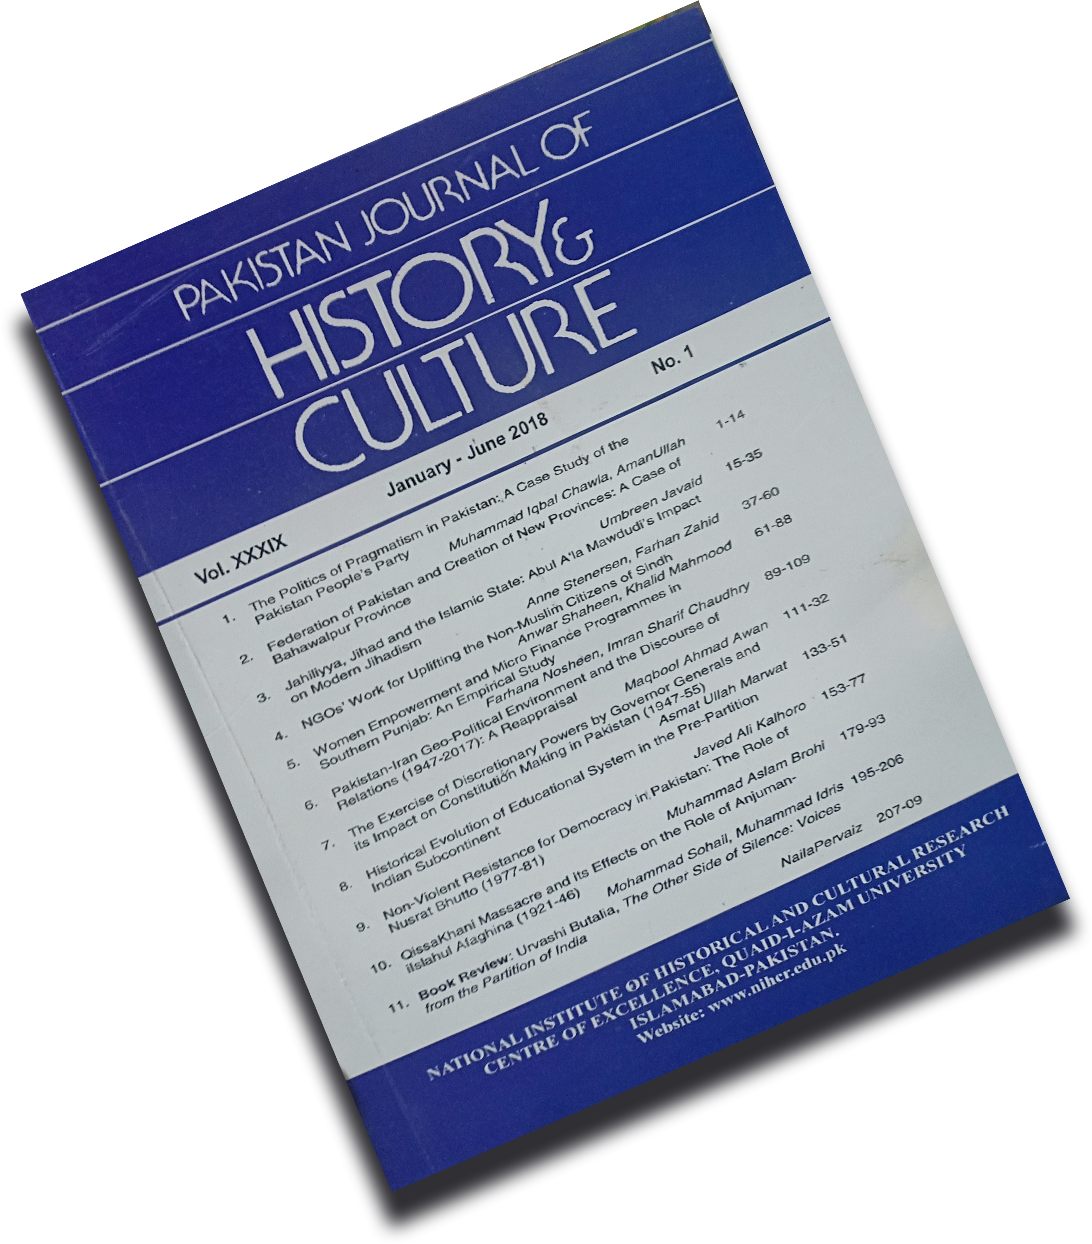 PAKISTAN JOURNAL OF
HISTORY &
CULTURE
Vol. XXXIX January - June 2018 No. 1
1. The Politics of Pragmatism in Pakistan: A Case Study of the
Pakistan People's Party Muhammad Iqbal Chawla, AmanUllah 1-14
2. Federation of Pakistan and Creation of New Provinces: A Case of
Bahawalpur Province Umbreen Javaid 15-35
3. Jahiliyya, Jihad and the Islamic State: Abul A'la Mawdudi's Impact
on Modern Jihadism Anne Stenersen, Farhan Zahid 37-60
4. NGOs' Work for Uplifting the Non-Muslim Citizens of Sindh
Anwar Shaheen, Khalid Mahmood 61-88
5. Women Empowerment and Micro Finance Programmes in
Southern Punjab: An Empirical Study
Farhana Nosheen, Imran Sharif Chaudhry 89-109
6. Pakistan-Iran Geo-Political Environment and the Discourse of
Relations (1947-2017): A Reappraisal Maqbool Ahmad Awan 111-32
7. The Exercise of Discretionary Powers by Governor Generals and
its Impact on Constitution Making in Pakistan (1947-55)
Asmat Ullah Marwat 133-51
8. Historical Evolution of Educational System in the Pre-Partition
Indian Subcontinent Javed Ali Kalhoro 153-77
9. Non-Violent Resistance for Democracy in Pakistan: The Role of
Nusrat Bhutto (1977-81) Muhammad Aslam Brohi 179-93
10. QissaKhani Massacre and its Effects on the Role of Anjuman-
iIslahul Afaghina (1921-46) Mohammad Sohail, Muhammad Idris 195-206
11. Book Review: Urvashi Butalia, The Other Side of Silence: Voices
from the Partition of India NailaPervaiz 207-09
NATIONAL INSTITUTE OF HISTORICAL AND CULTURAL RESEARCH
CENTRE OF EXCELLENCE, QUAID-I-AZAM UNIVERSITY
ISLAMABAD-PAKISTAN.
Website: www.nihcr.edu.pk